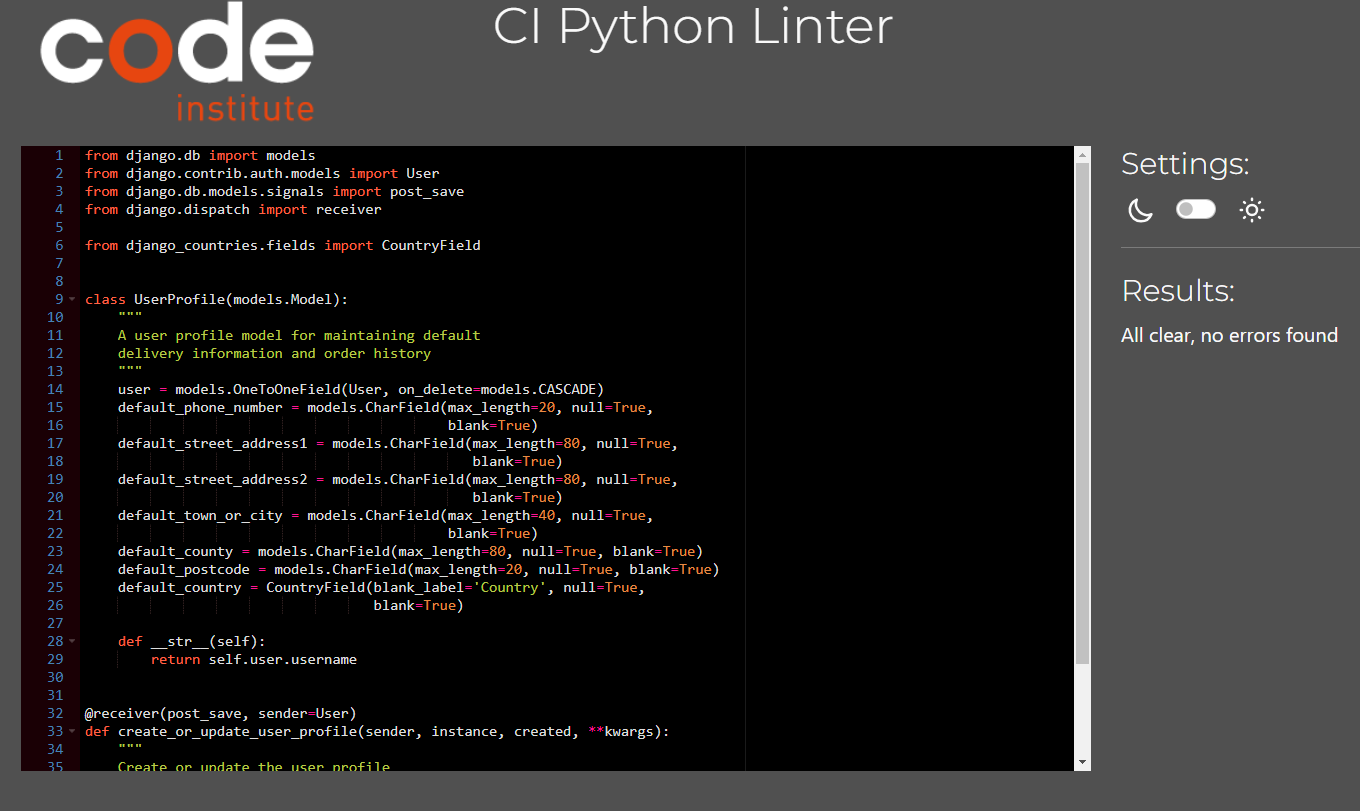 code
institute
CI Python Linter
1 from django.db import models
2 from django.contrib.auth.models import User
3 from django.db.models.signals import post_save
4 from django.dispatch import receiver
5
6 from django_countries.fields import CountryField
7
8
9 class UserProfile(models.Model):
10     """
11     A user profile model for maintaining default
12     delivery information and order history
13     """
14     user = models.OneToOneField(User, on_delete=models.CASCADE)
15     default_phone_number = models.CharField(max_length=20, null=True,
16                                             blank=True)
17     default_street_address1 = models.CharField(max_length=80, null=True,
18                                                blank=True)
19     default_street_address2 = models.CharField(max_length=80, null=True,
20                                                blank=True)
21     default_town_or_city = models.CharField(max_length=40, null=True,
22                                             blank=True)
23     default_county = models.CharField(max_length=80, null=True, blank=True)
24     default_postcode = models.CharField(max_length=20, null=True, blank=True)
25     default_country = CountryField(blank_label='Country', null=True,
26                                    blank=True)
27
28     def __str__(self):
29         return self.user.username
30
31
32 @receiver(post_save, sender=User)
33 def create_or_update_user_profile(sender, instance, created, **kwargs):
34     """
35     Create or update the user profile
Settings:
Results:
All clear, no errors found